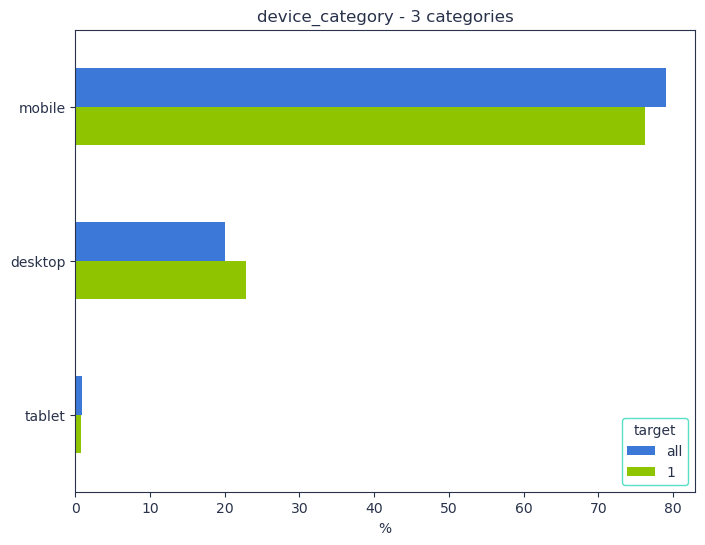 device_category - 3 categories
mobile
desktop
tablet
0 10 20 30 40 50 60 70 80
%
target
all
1